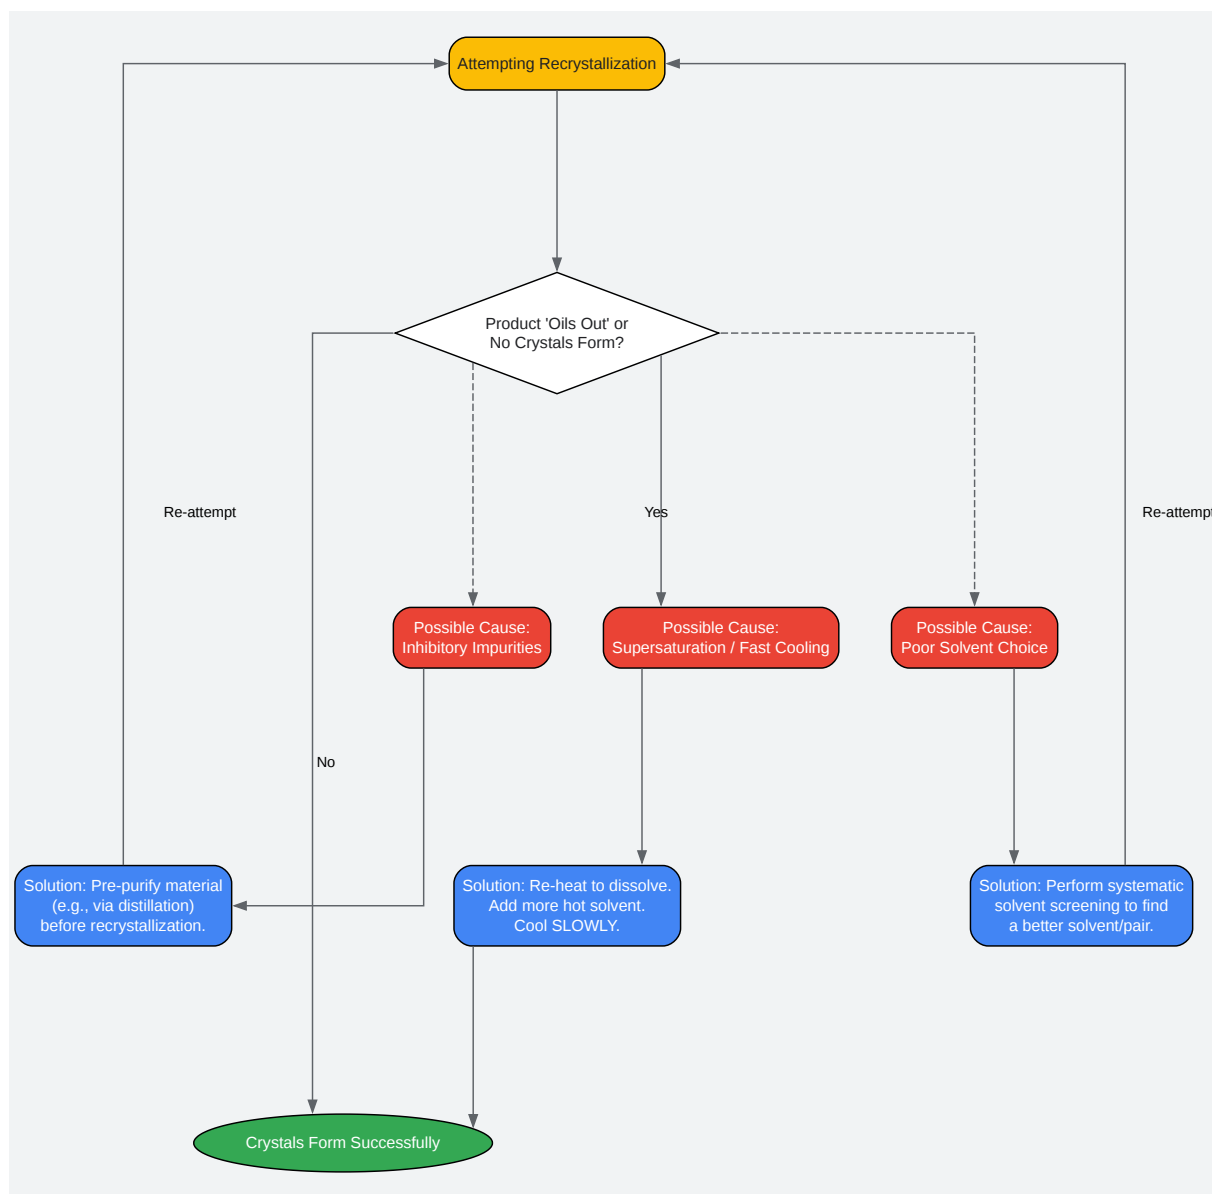 Attempting Recrystallization
Product 'Oils Out' or
No Crystals Form?
Re-attempt
Yes
Re-attempt
Possible Cause:
Inhibitory Impurities
Possible Cause:
Supersaturation / Fast Cooling
Possible Cause:
Poor Solvent Choice
No
Solution: Pre-purify material
(e.g., via distillation)
before recrystallization.
Solution: Re-heat to dissolve.
Add more hot solvent.
Cool SLOWLY.
Solution: Perform systematic
solvent screening to find
a better solvent/pair.
Crystals Form Successfully